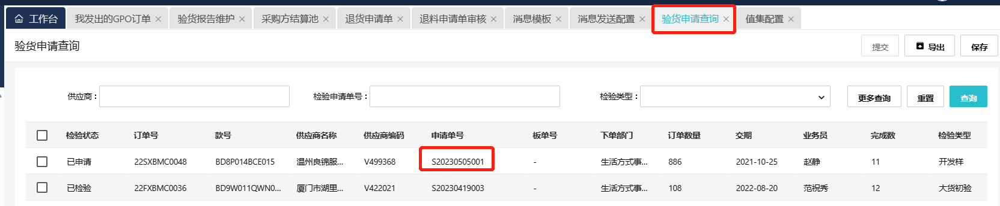 工作台 我发出的GPO订单 × 验货报告维护 × 采购方结算池 × 退货申请单 × 退料申请单审核 × 消息模板 × 消息发送配置 × 验货申请查询 × 值集配置 ×
验货申请查询 提交 导出 保存
供应商： 检验申请单号： 检验类型： 更多查询 重置 查询
检验状态 订单号 款号 供应商名称 供应商编码 申请单号 板单号 下单部门 订单数量 交期 业务员 完成数 检验类型
已申请 22SXBMC0048 BD8P014BCE015 温州良锦服... V499368 S20230505001 - 生活方式事... 886 2021-10-25 赵静 11 开发样
已检验 22FXBMC0036 BD9W011QWN0... 厦门市湖里... V422021 S20230419003 - 生活方式事... 108 2022-08-20 范祝秀 12 大货初验